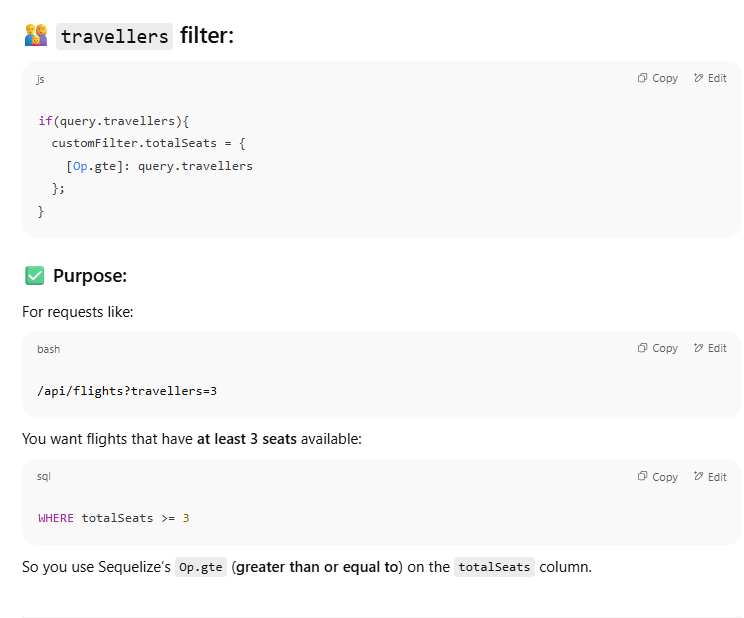 👨‍👩‍👧 travellers filter:
js
Copy Edit
if(query.travellers){
  customFilter.totalSeats = {
    [Op.gte]: query.travellers
  };
}
✅ Purpose:
For requests like:
bash
Copy Edit
/api/flights?travellers=3
You want flights that have at least 3 seats available:
sql
Copy Edit
WHERE totalSeats >= 3
So you use Sequelize’s Op.gte (greater than or equal to) on the totalSeats column.